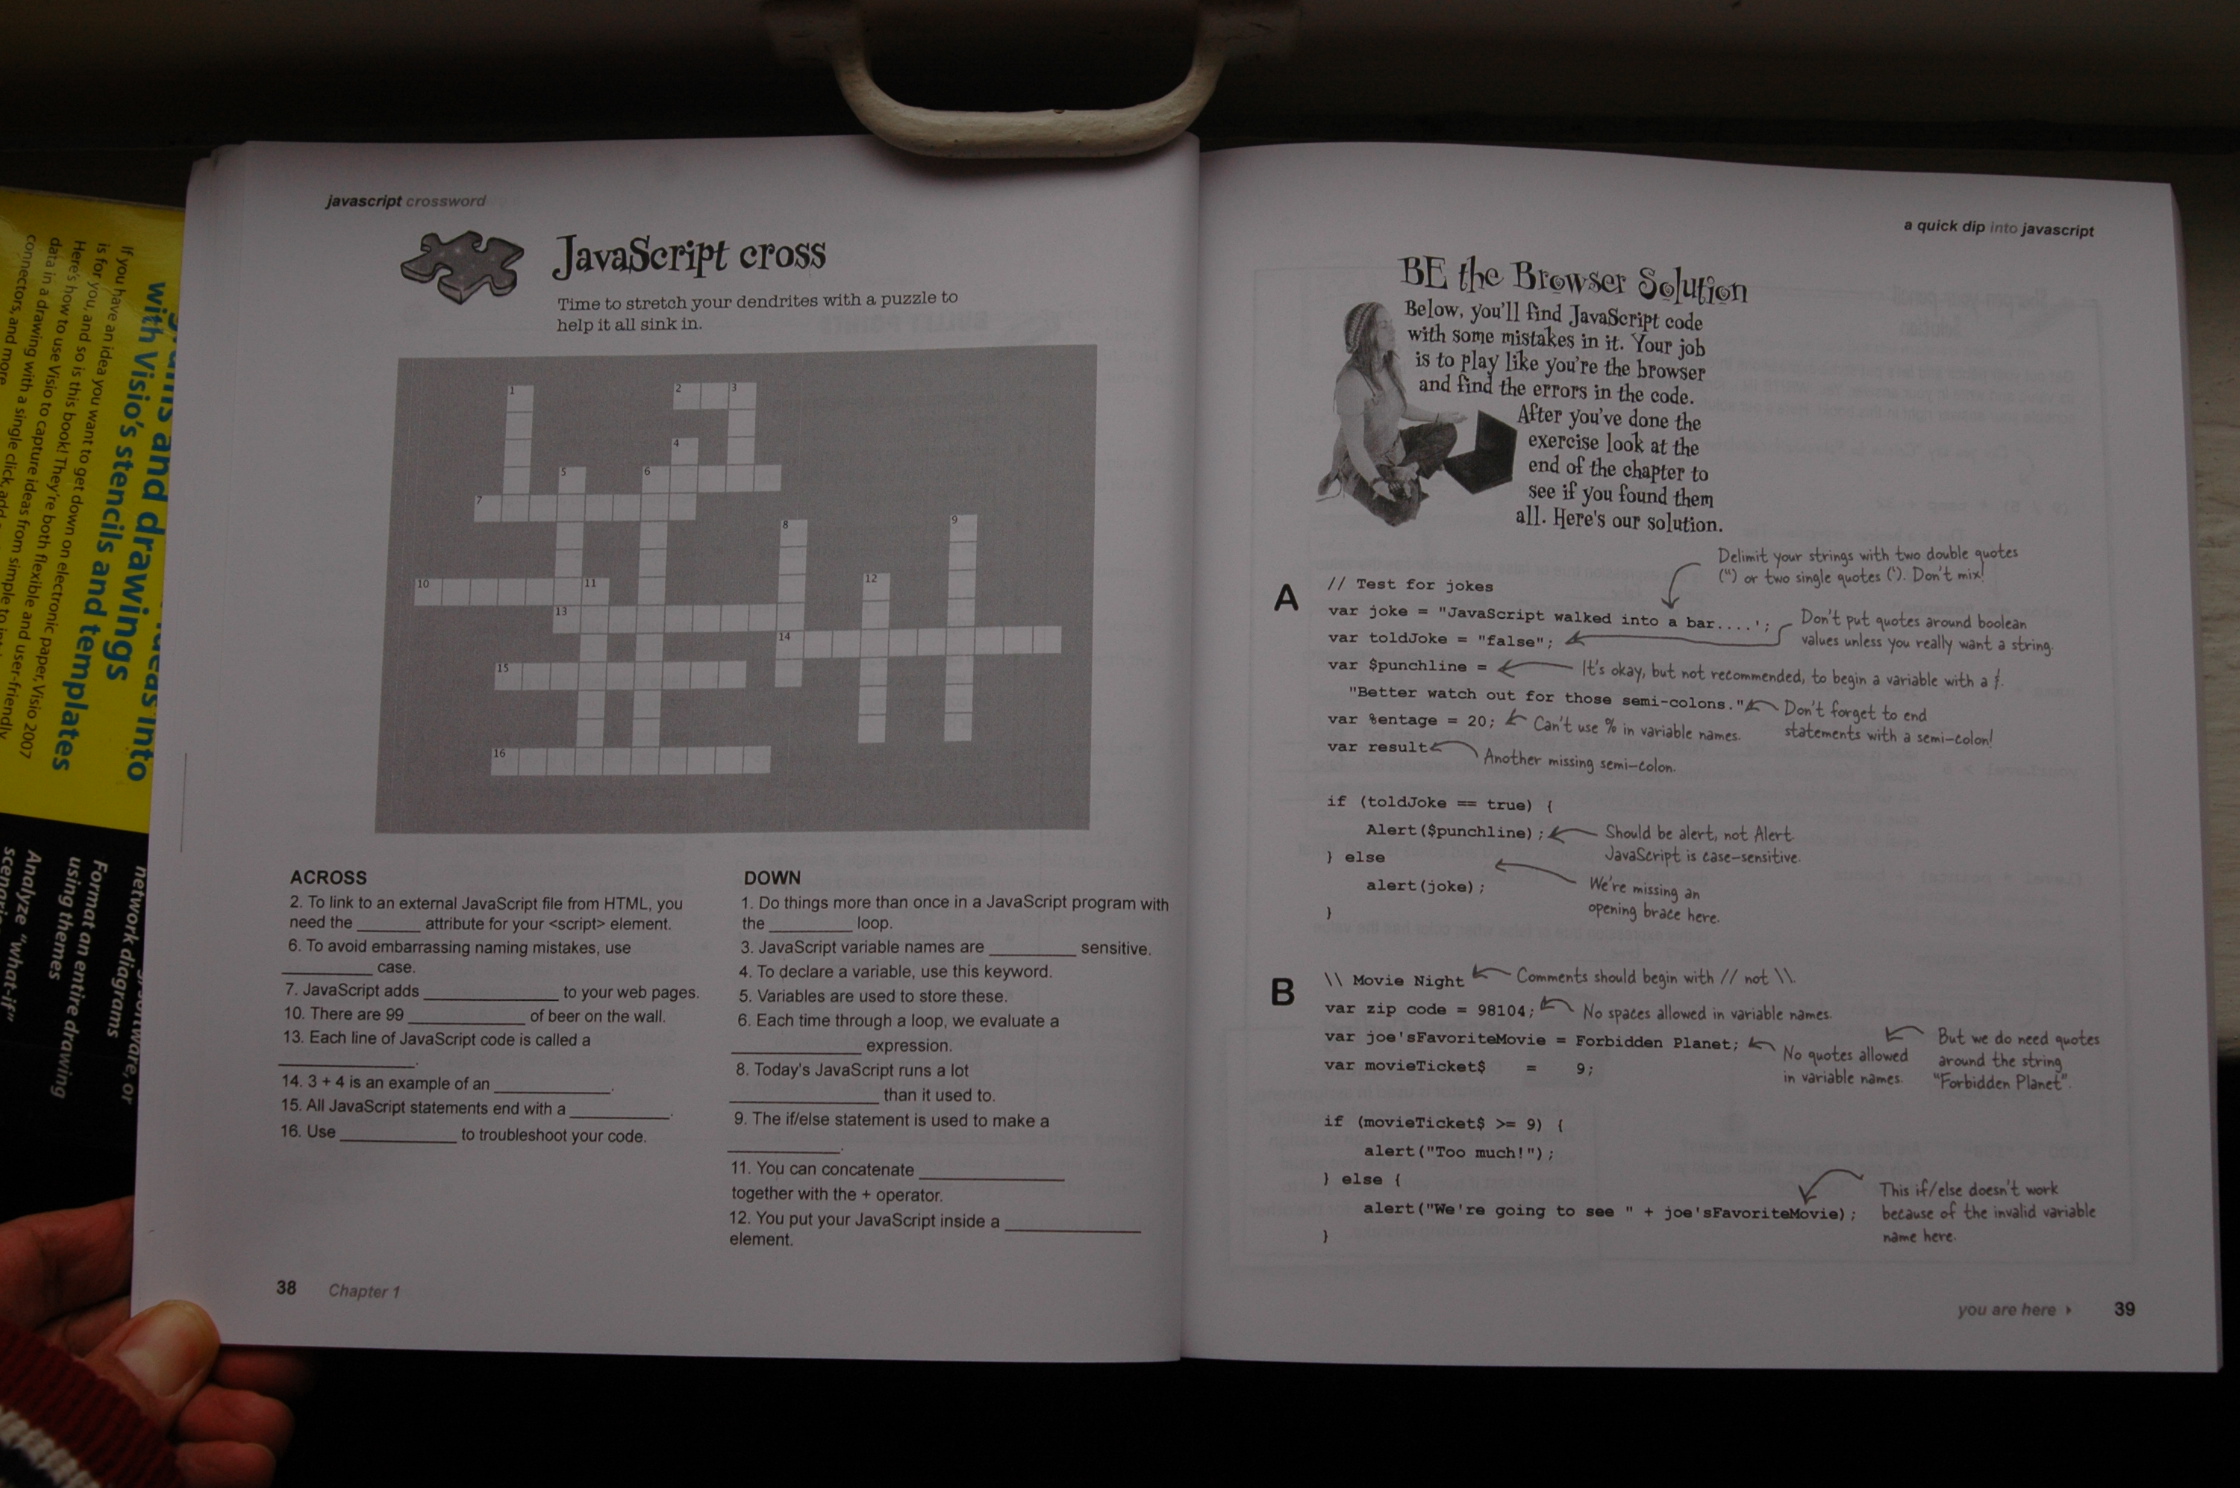 with Visio's stencils and templates
If you have an idea you want to get down on electronic paper, Visio 2007
is for you, and so is this book! They're both flexible and user-friendly.
Here's how to use Visio to capture ideas from simple to
data in a drawing with a single click, add
connectors, and more
network diagrams
Format an entire drawing
using themes
Analyze "what-if"
javascript crossword
JavaScript cross
Time to stretch your dendrites with a puzzle to
help it all sink in.
1
2
3
4
5
6
7
8
9
10
11
12
13
14
15
16
ACROSS
2. To link to an external JavaScript file from HTML, you
need the ______ attribute for your <script> element.
6. To avoid embarrassing naming mistakes, use
_________ case.
7. JavaScript adds _____________ to your web pages.
10. There are 99 ___________ of beer on the wall.
13. Each line of JavaScript code is called a
_____________.
14. 3 + 4 is an example of an ___________.
15. All JavaScript statements end with a __________.
16. Use ___________ to troubleshoot your code.
DOWN
1. Do things more than once in a JavaScript program with
the ________ loop.
3. JavaScript variable names are ________ sensitive.
4. To declare a variable, use this keyword.
5. Variables are used to store these.
6. Each time through a loop, we evaluate a
____________ expression.
8. Today's JavaScript runs a lot
______________ than it used to.
9. The if/else statement is used to make a
___________.
11. You can concatenate ______________
together with the + operator.
12. You put your JavaScript inside a _____________
element.
38 Chapter 1
a quick dip into javascript
BE the Browser Solution
Below, you'll find JavaScript code
with some mistakes in it. Your job
is to play like you're the browser
and find the errors in the code.
After you've done the
exercise look at the
end of the chapter to
see if you found them
all. Here's our solution.
Delimit your strings with two double quotes
(") or two single quotes ('). Don't mix!
A
// Test for jokes
var joke = "JavaScript walked into a bar....';
Don't put quotes around boolean
values unless you really want a string.
var toldJoke = "false";
var $punchline =
It's okay, but not recommended, to begin a variable with a $.
"Better watch out for those semi-colons."
Don't forget to end
statements with a semi-colon!
var %entage = 20;
Can't use % in variable names.
var result
Another missing semi-colon.
if (toldJoke == true) {
Alert($punchline);
Should be alert, not Alert.
JavaScript is case-sensitive.
} else
We're missing an
opening brace here.
alert(joke);
}
B
\\ Movie Night
Comments should begin with // not \\.
var zip code = 98104;
No spaces allowed in variable names.
var joe'sFavoriteMovie = Forbidden Planet;
No quotes allowed
in variable names.
But we do need quotes
around the string
"Forbidden Planet".
var movieTicket$ = 9;
if (movieTicket$ >= 9) {
alert("Too much!");
} else {
alert("We're going to see " + joe'sFavoriteMovie);
This if/else doesn't work
because of the invalid variable
name here.
}
you are here 39